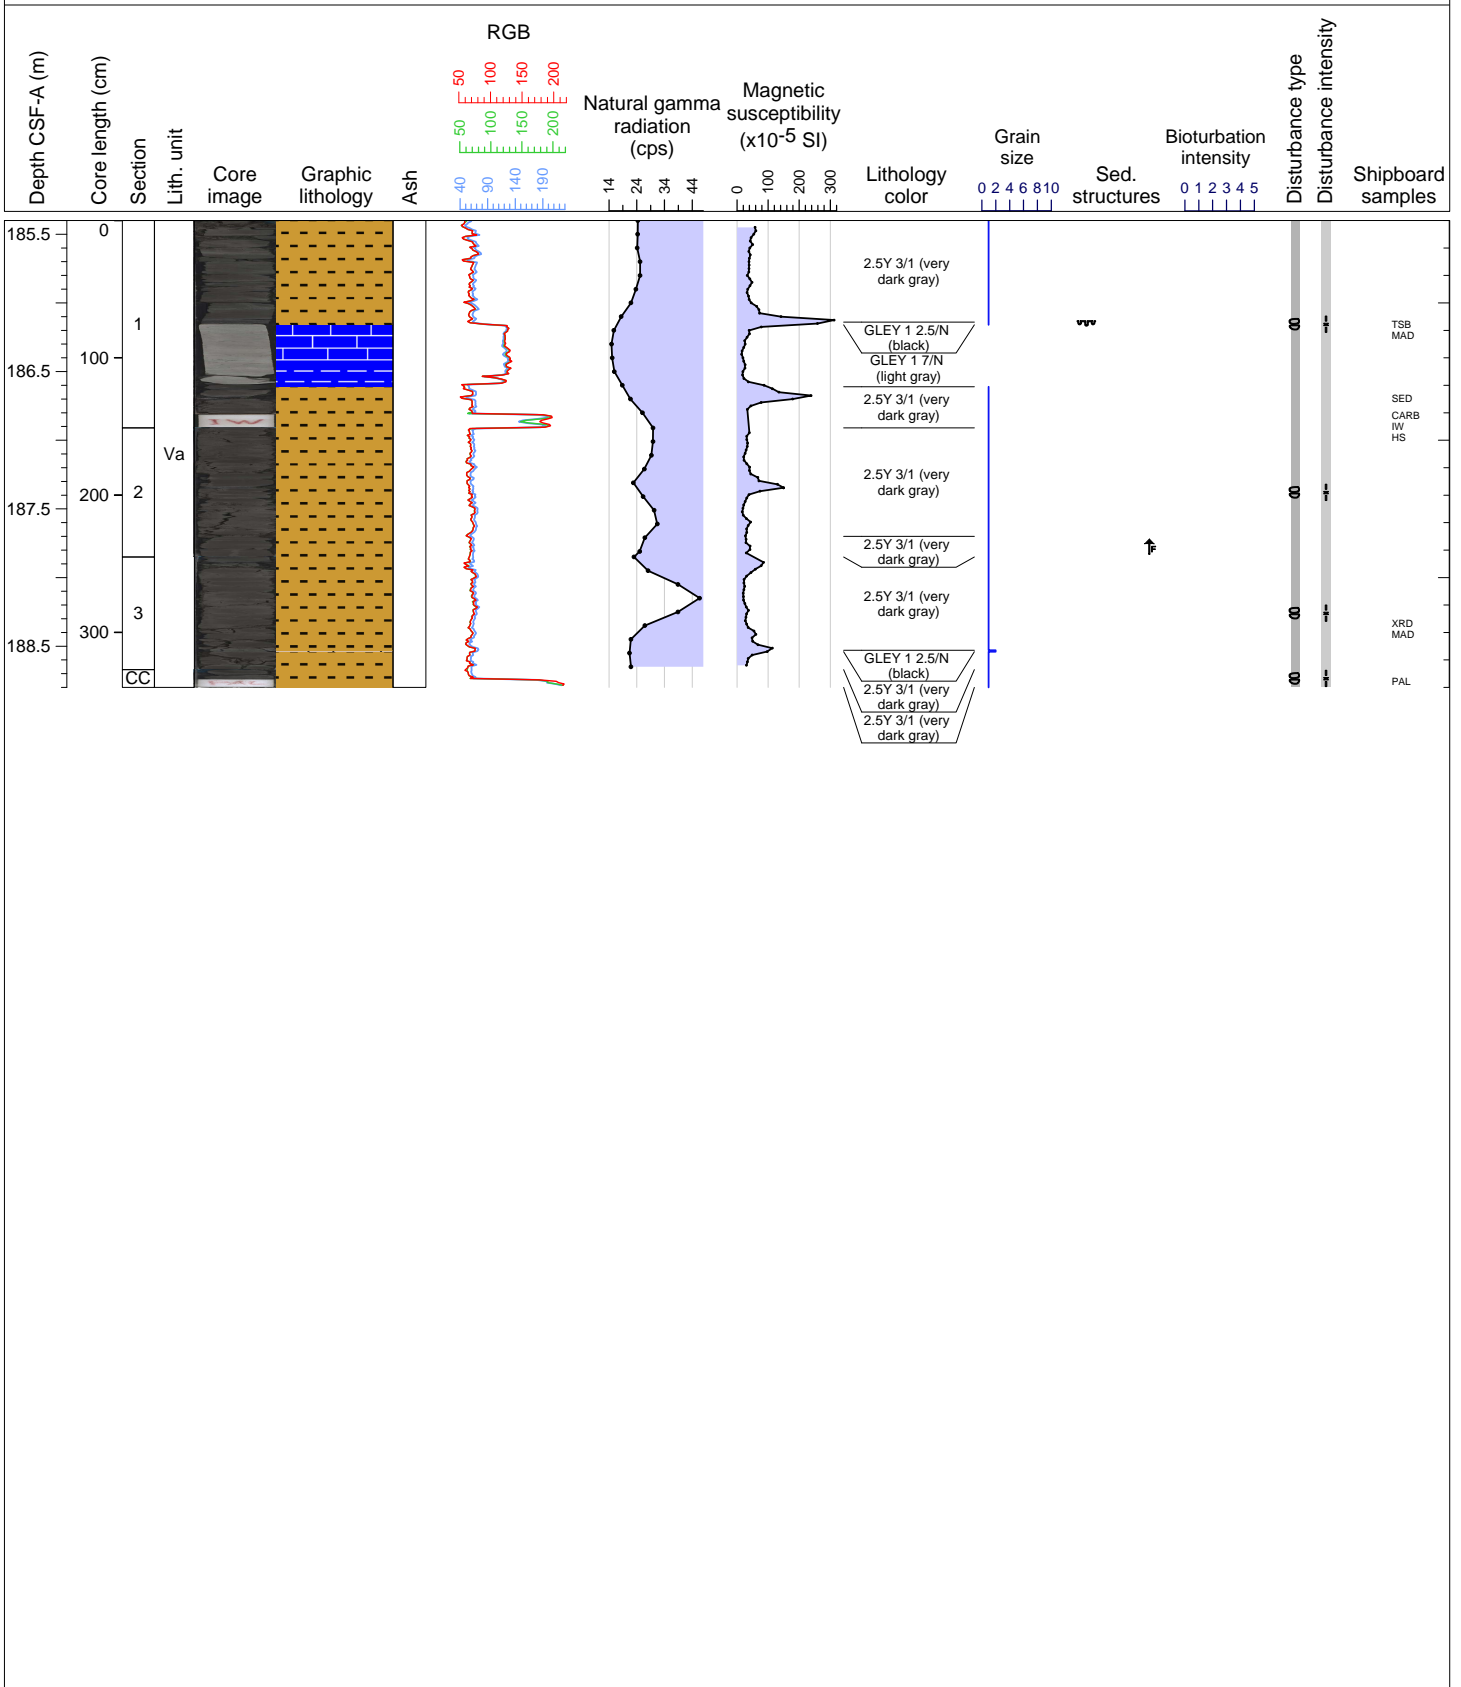 Depth CSF-A (m)
Core length (cm)
Section
Lith. unit
Core
image
Graphic
lithology
Ash
RGB
50 100 150 200
50 100 150 200
40 90 140 190
Natural gamma
radiation
(cps)
14 24 34 44
Magnetic
susceptibility
(x10-5 SI)
0 100 200 300
Lithology
color
Grain
size
0 2 4 6 8 10
Sed.
structures
Bioturbation
intensity
0 1 2 3 4 5
Disturbance type
Disturbance intensity
Shipboard
samples
185.5
186.5
187.5
188.5
0
100
200
300
1
2
3
CC
Va
IW
2.5Y 3/1 (very
dark gray)
GLEY 1 2.5/N
(black)
GLEY 1 7/N
(light gray)
2.5Y 3/1 (very
dark gray)
2.5Y 3/1 (very
dark gray)
2.5Y 3/1 (very
dark gray)
2.5Y 3/1 (very
dark gray)
GLEY 1 2.5/N
(black)
2.5Y 3/1 (very
dark gray)
2.5Y 3/1 (very
dark gray)
F
TSB
MAD
SED
CARB
IW
HS
XRD
MAD
PAL